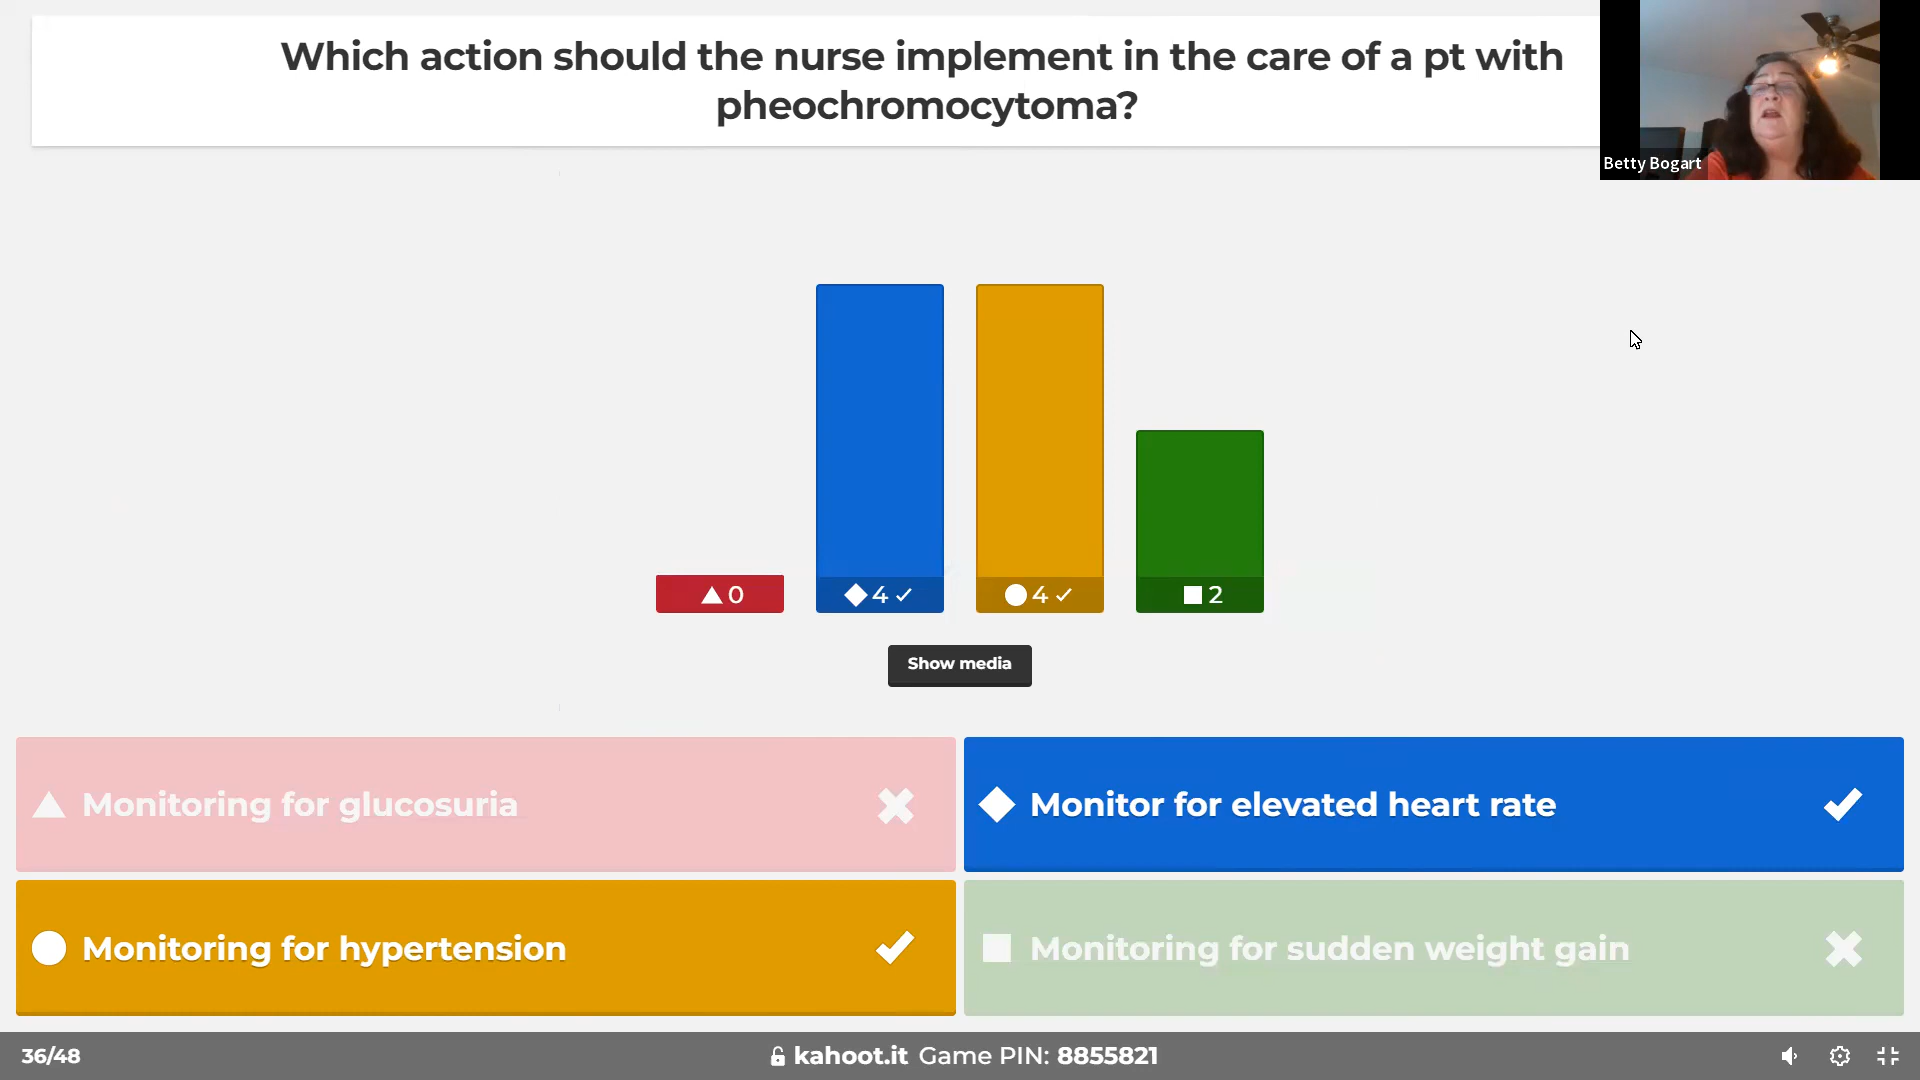 Which action should the nurse implement in the care of a pt with
pheochromocytoma?
Betty Bogart
0
4
4
2
Show media
Monitoring for glucosuria
Monitor for elevated heart rate
Monitoring for hypertension
Monitoring for sudden weight gain
36/48
kahoot.it Game PIN: 8855821